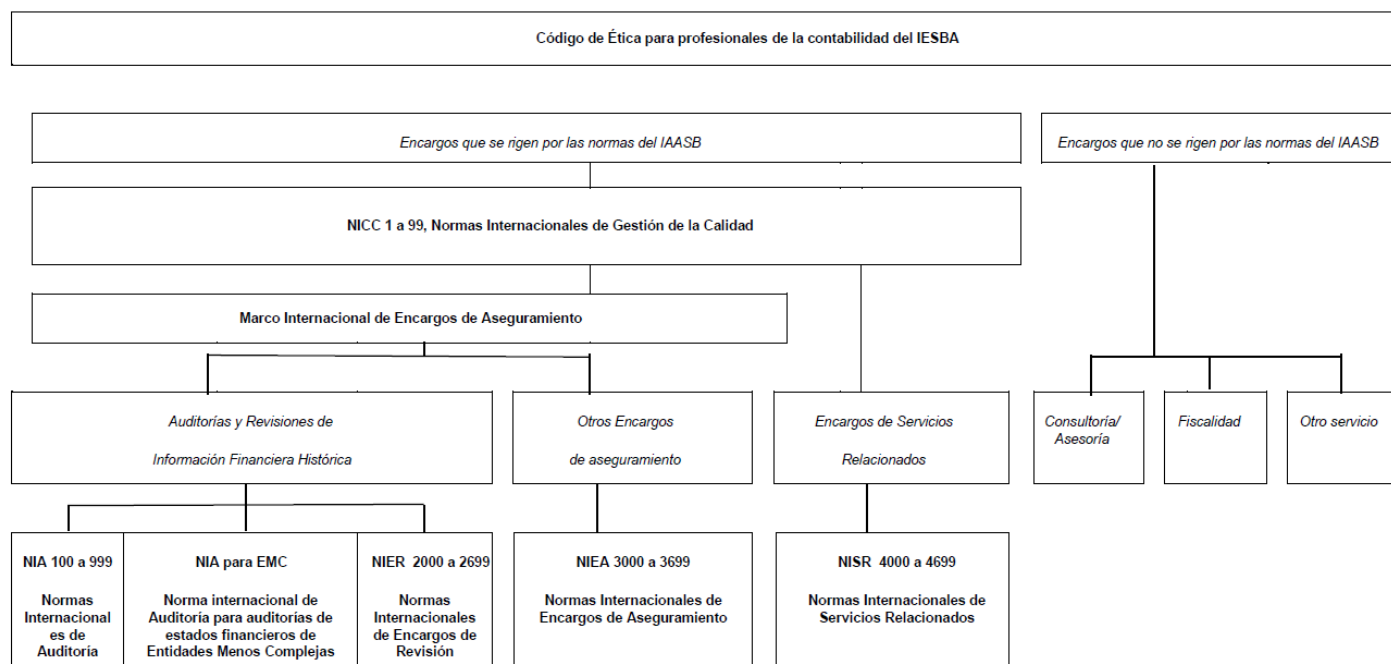 Código de Ética para profesionales de la contabilidad del IESBA
Encargos que se rigen por las normas del IAASB
Encargos que no se rigen por las normas del IAASB
NICC 1 a 99, Normas Internacionales de Gestión de la Calidad
Marco Internacional de Encargos de Aseguramiento
Auditorías y Revisiones de
Información Financiera Histórica
Otros Encargos
de aseguramiento
Encargos de Servicios
Relacionados
Consultoría/
Asesoría
Fiscalidad
Otro servicio
NIA 100 a 999
Normas
Internacional
es de
Auditoría
NIA para EMC
Norma internacional de
Auditoría para auditorías de
estados financieros de
Entidades Menos Complejas
NIER 2000 a 2699
Normas
Internacionales
de Encargos de
Revisión
NIEA 3000 a 3699
Normas Internacionales de
Encargos de Aseguramiento
NISR 4000 a 4699
Normas Internacionales de
Servicios Relacionados